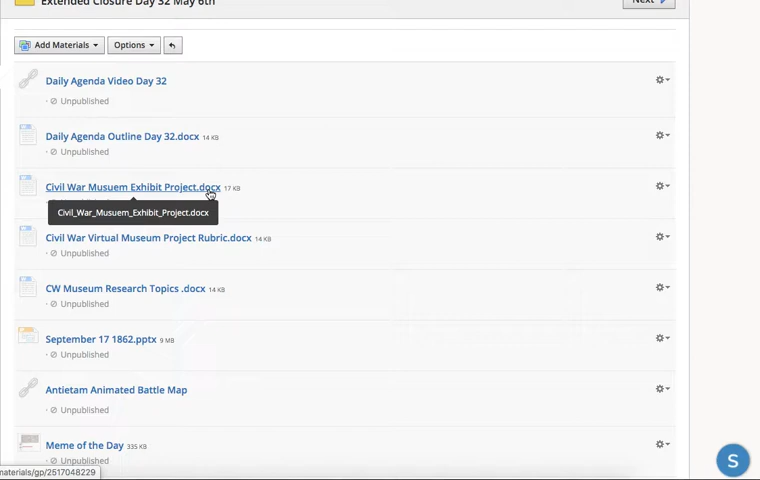 Extended Closure Day 32 May 6th
Next
Add Materials
Options
Daily Agenda Video Day 32
· Unpublished
Daily Agenda Outline Day 32.docx 14 KB
· Unpublished
Civil War Musuem Exhibit Project.docx 17 KB
Civil_War_Musuem_Exhibit_Project.docx
Civil War Virtual Museum Project Rubric.docx 14 KB
· Unpublished
CW Museum Research Topics .docx 14 KB
· Unpublished
September 17 1862.pptx 9 MB
· Unpublished
Antietam Animated Battle Map
· Unpublished
Meme of the Day 335 KB
· Unpublished
materials/gp/2517048229
S